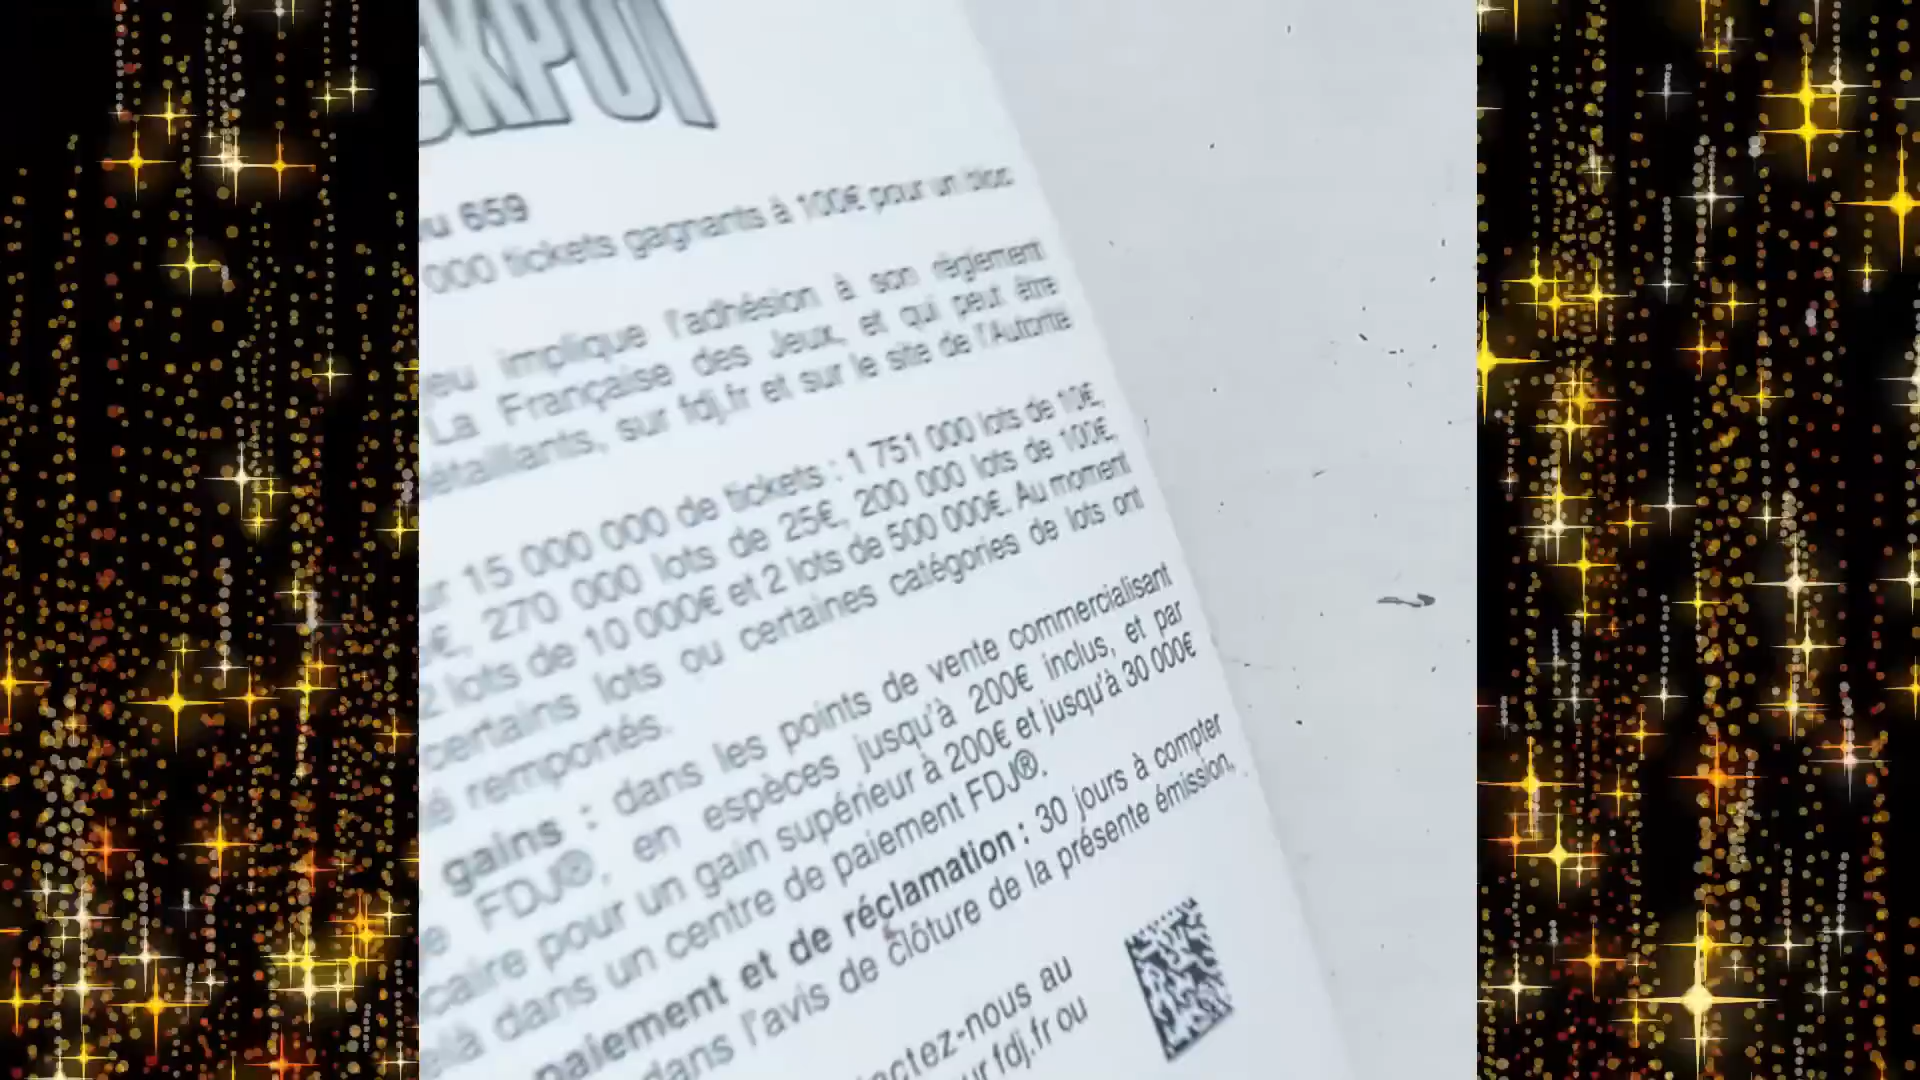 CKPOT
u 659
000 tickets gagnants à 100€ pour un bloc
jeu implique l'adhésion à son règlement
La Française des Jeux, et qui peut être
détaillants, sur fdj.fr et sur le site de l'Autorité
ur 15 000 000 de tickets : 1 751 000 lots de 10€,
€, 270 000 lots de 25€, 200 000 lots de 100€,
2 lots de 10 000€ et 2 lots de 500 000€. Au moment
certains lots ou certaines catégories de lots ont
é remportés.
gains : dans les points de vente commercialisant
e FDJ®, en espèces jusqu'à 200€ inclus, et par
caire pour un gain supérieur à 200€ et jusqu'à 30 000€
elà dans un centre de paiement FDJ®.
paiement et de réclamation : 30 jours à compter
dans l'avis de clôture de la présente émission,
actez-nous au
ur fdj.fr ou